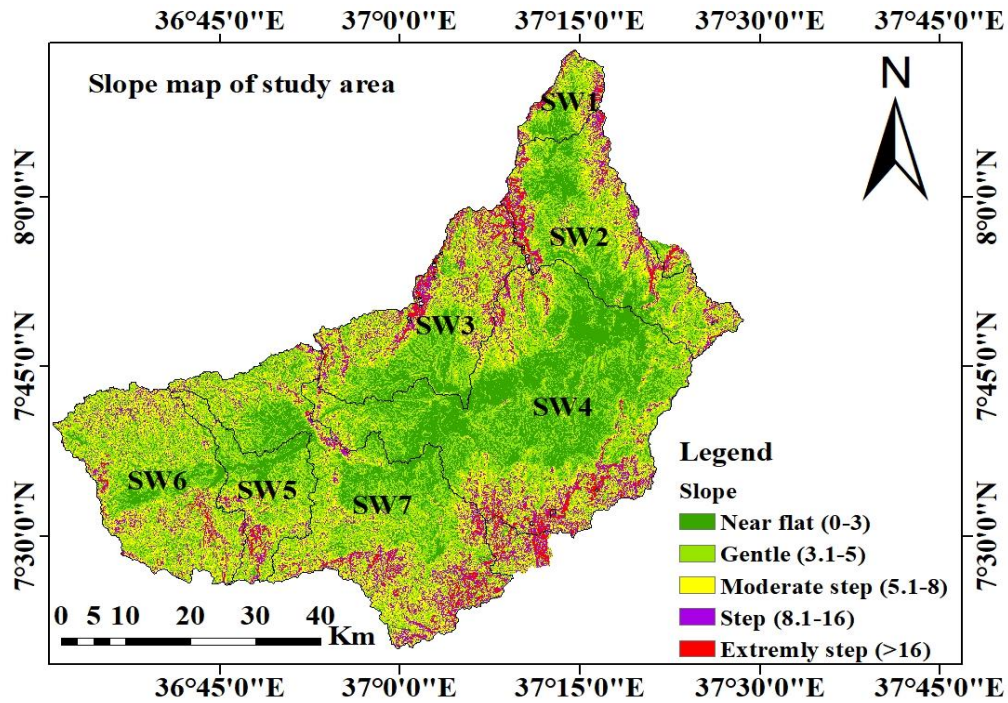 36°45'0"E 37°0'0"E 37°15'0"E 37°30'0"E 37°45'0"E
Slope map of study area
N
SW1
8°0'0"N
8°0'0"N
SW2
SW3
7°45'0"N
7°45'0"N
SW4
Legend
SW6
SW5
SW7
Slope
Near flat (0-3)
7°30'0"N
7°30'0"N
Gentle (3.1-5)
Moderate step (5.1-8)
Step (8.1-16)
Extremly step (>16)
0 5 10 20 30 40
Km
36°45'0"E 37°0'0"E 37°15'0"E 37°30'0"E 37°45'0"E